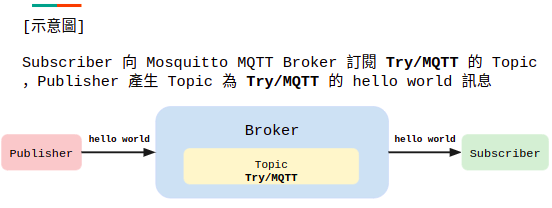 [示意圖]
Subscriber 向 Mosquitto MQTT Broker 訂閱 Try/MQTT 的 Topic
，Publisher 產生 Topic 為 Try/MQTT 的 hello world 訊息
hello world
hello world
Broker
Publisher
Subscriber
Topic
Try/MQTT